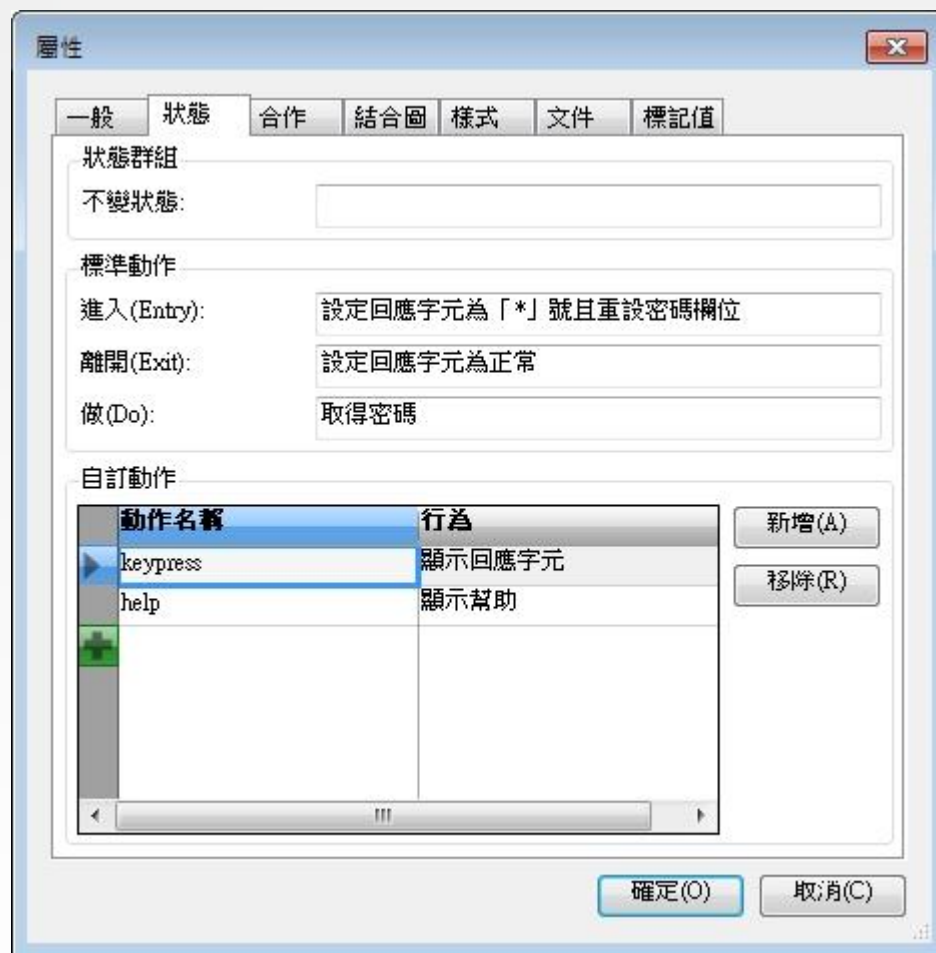 屬性
一般 狀態 合作 結合圖 樣式 文件 標記值
狀態群組
不變狀態:
標準動作
進入(Entry): 設定回應字元為「*」號且重設密碼欄位
離開(Exit): 設定回應字元為正常
做(Do): 取得密碼
自訂動作
動作名稱 行為 新增(A)
keypress 顯示回應字元
移除(R)
help 顯示幫助
確定(O) 取消(C)